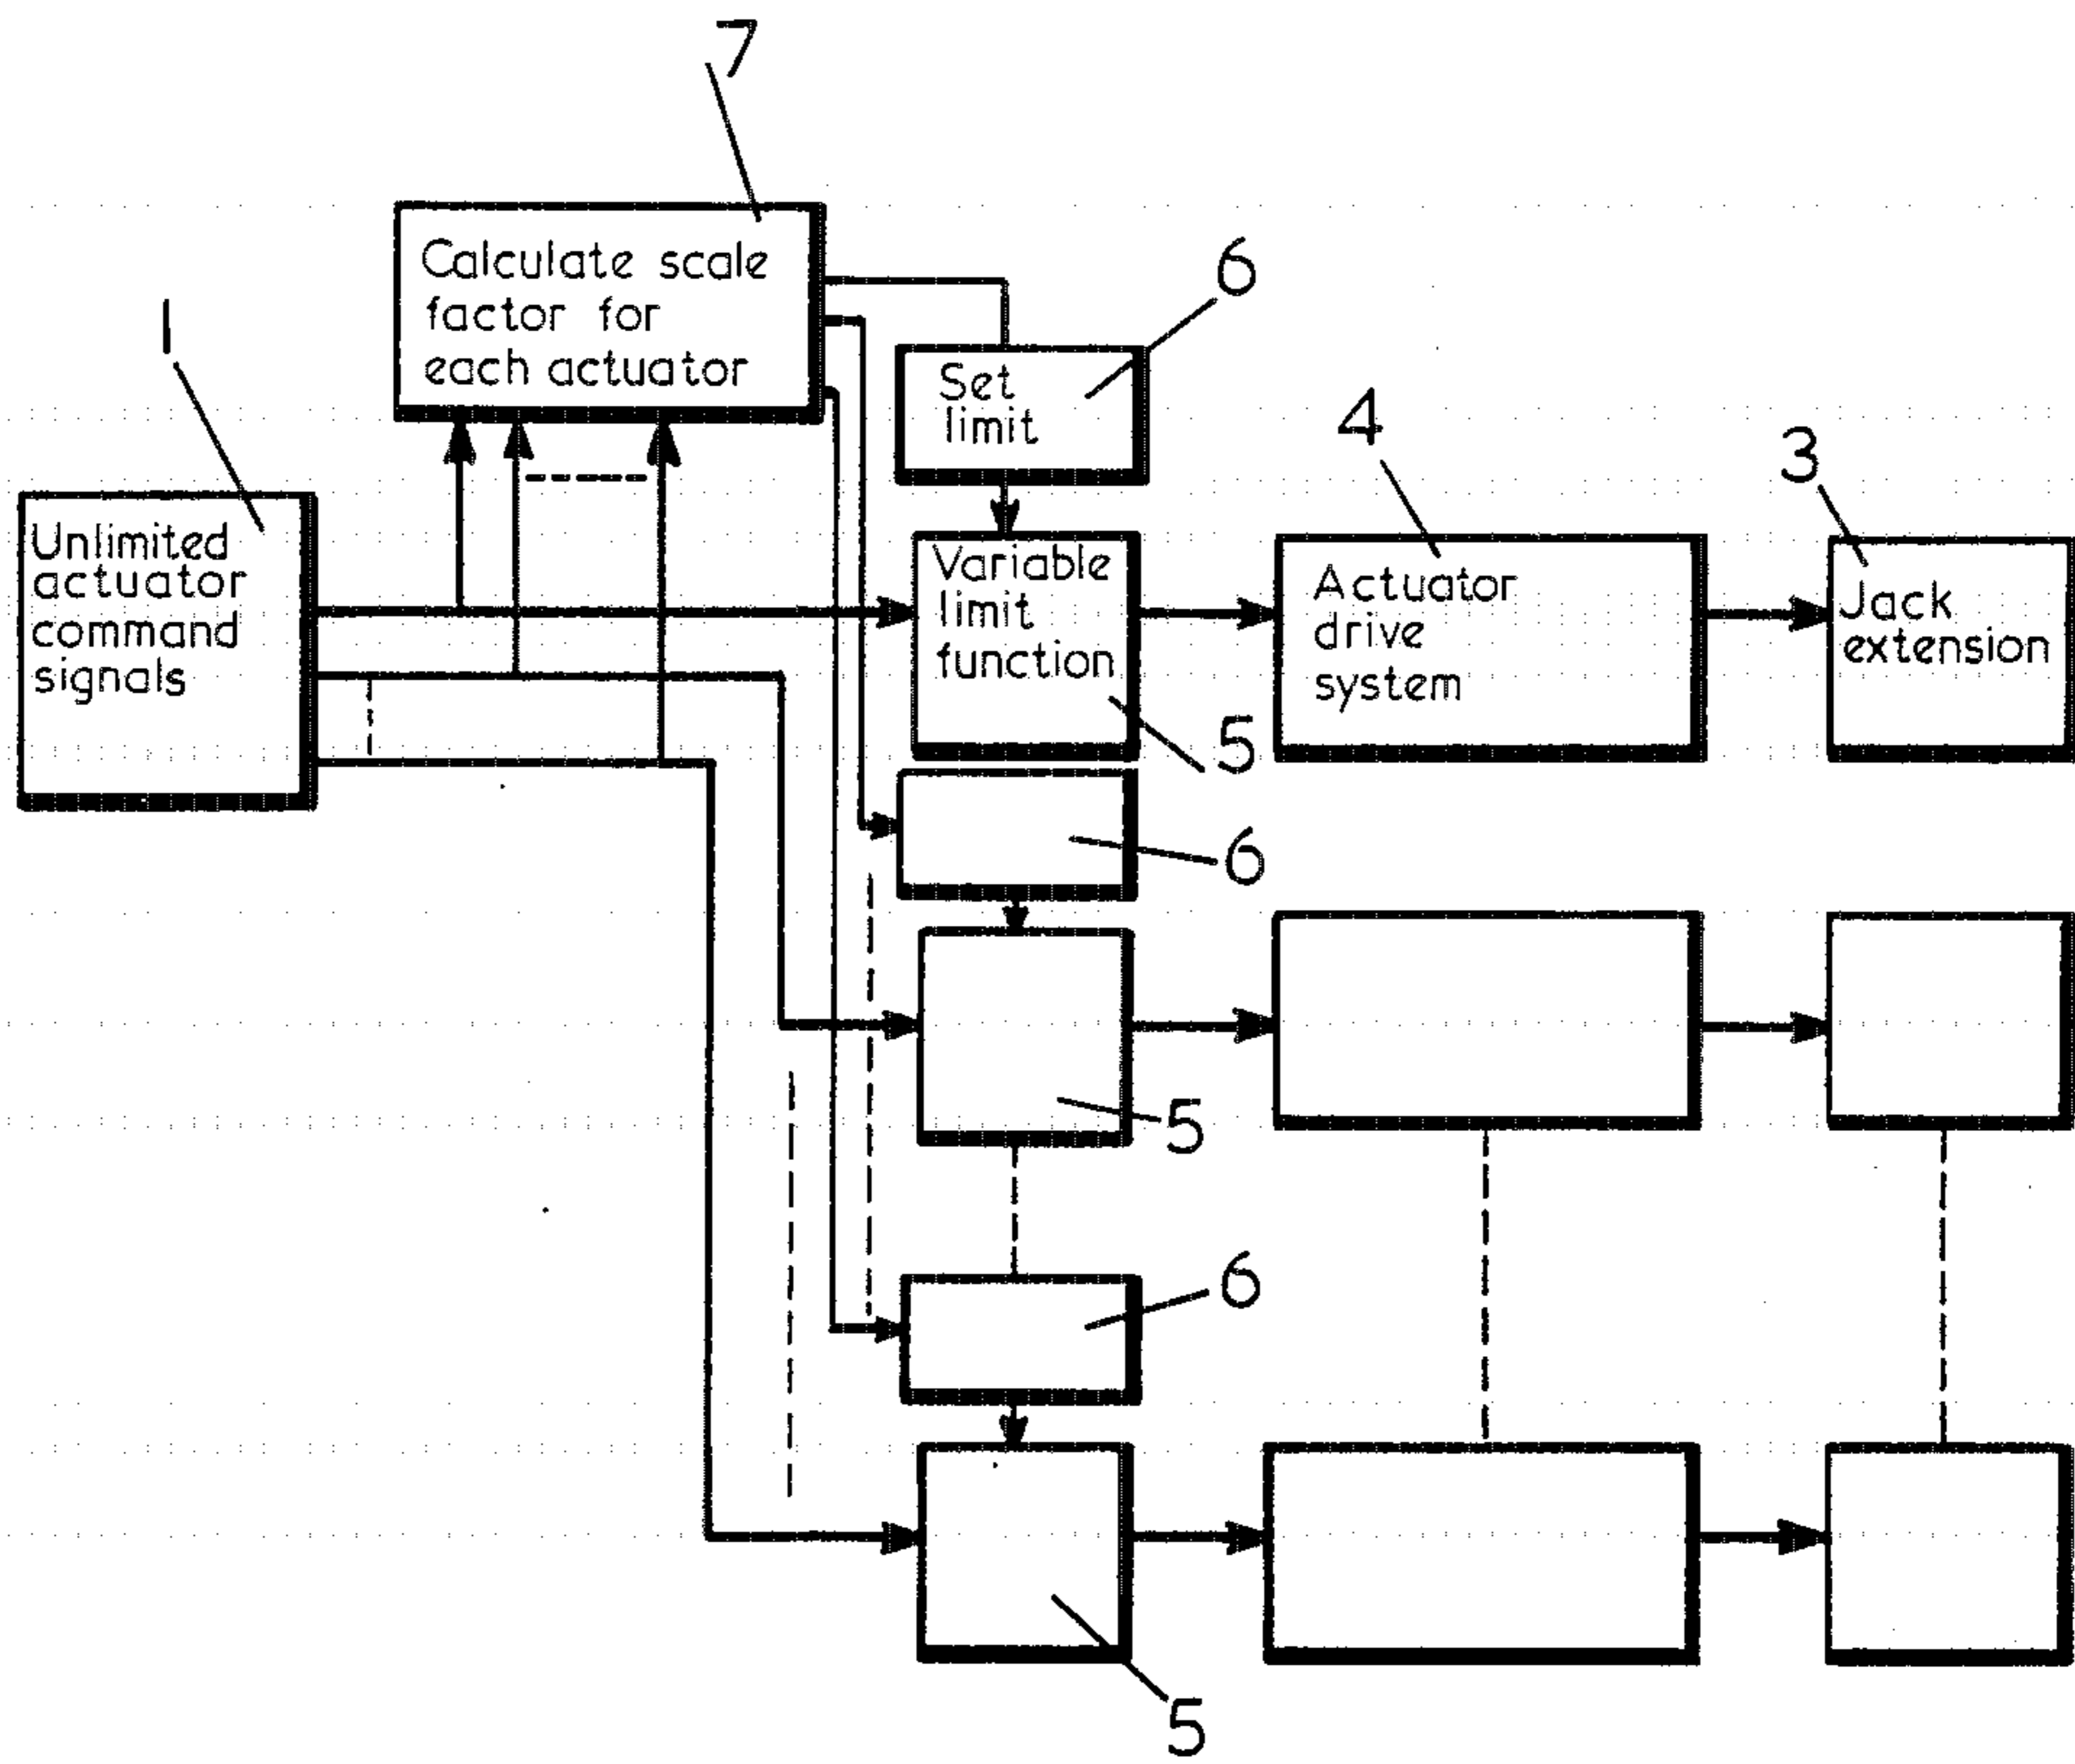 7
Calculate scale
factor for
each actuator
1
6
Set
limit
4
3
Unlimited
actuator
command
signals
Variable
limit
function
Actuator
drive
system
Jack
extension
5
6
5
6
5